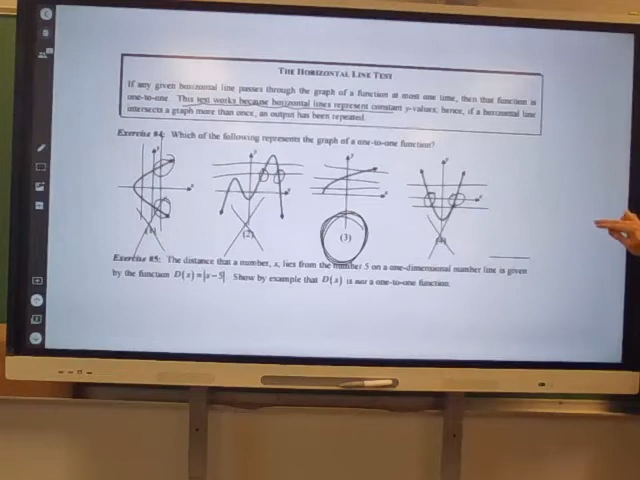 THE HORIZONTAL LINE TEST
If any given horizontal line passes through the graph of a function at most one time, then that function is
one-to-one. This test works because horizontal lines represent constant y-values; hence, if a horizontal line
intersects a graph more than once, an output has been repeated.
Exercise #4: Which of the following represents the graph of a one-to-one function?
y y y y
x x x x
(1) (2) (3) (4)
Exercise #5: The distance that a number, x, lies from the number 5 on a one-dimensional number line is given
by the function D(x)=|x−5|. Show by example that D(x) is not a one-to-one function.